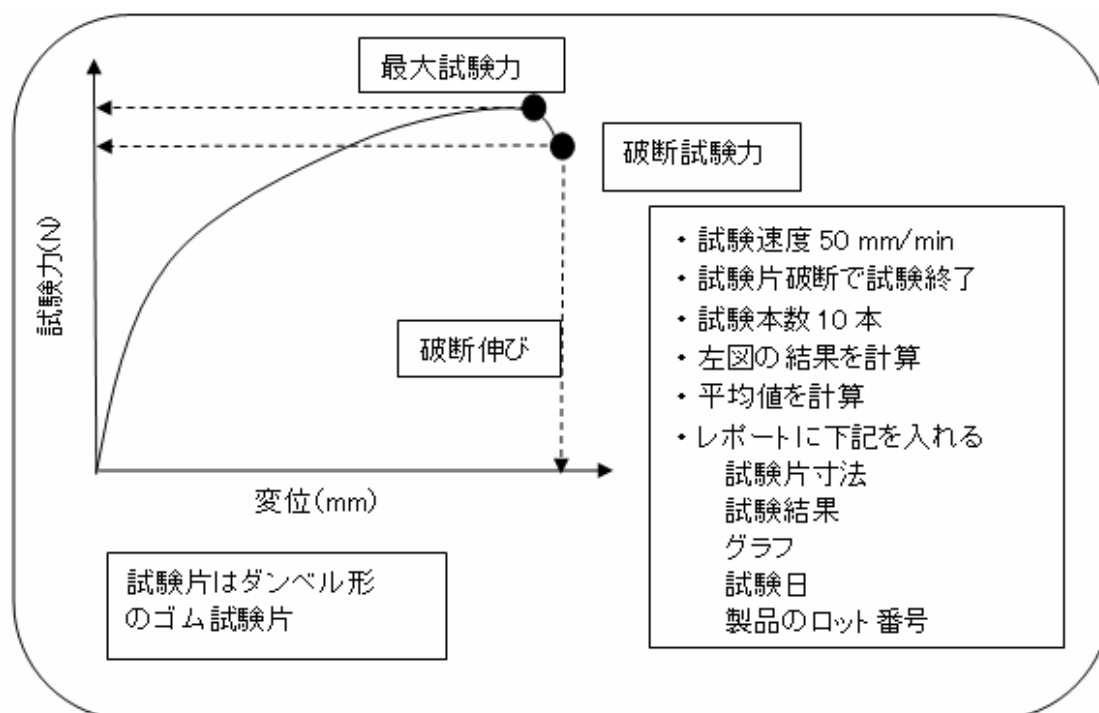 最大試験力
破断試験力
試験力(N)
破断伸び
変位(mm)
試験片はダンベル形
のゴム試験片
・試験速度 50 mm/min
・試験片破断で試験終了
・試験本数 10 本
・左図の結果を計算
・平均値を計算
・レポートに下記を入れる
試験片寸法
試験結果
グラフ
試験日
製品のロット番号